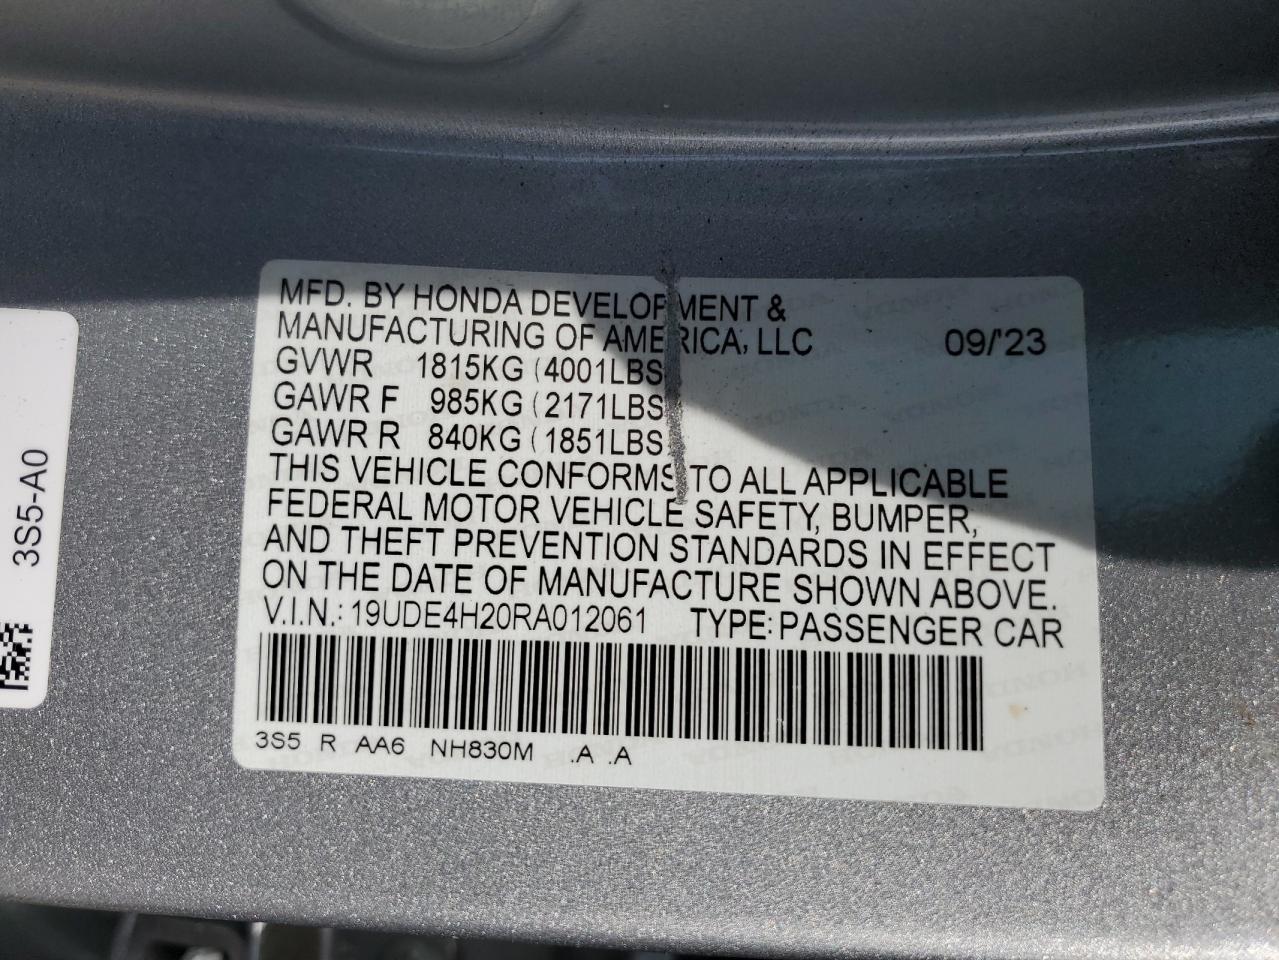 MFD. BY HONDA DEVELOPMENT &
MANUFACTURING OF AMERICA, LLC 09/'23
GVWR 1815KG (4001LBS
GAWR F 985KG (2171LBS
GAWR R 840KG (1851LBS
THIS VEHICLE CONFORMS TO ALL APPLICABLE
FEDERAL MOTOR VEHICLE SAFETY, BUMPER,
AND THEFT PREVENTION STANDARDS IN EFFECT
ON THE DATE OF MANUFACTURE SHOWN ABOVE.
V.I.N.: 19UDE4H20RA012061 TYPE: PASSENGER CAR
3S5 R AA6 NH830M .A .A
3S5-A0